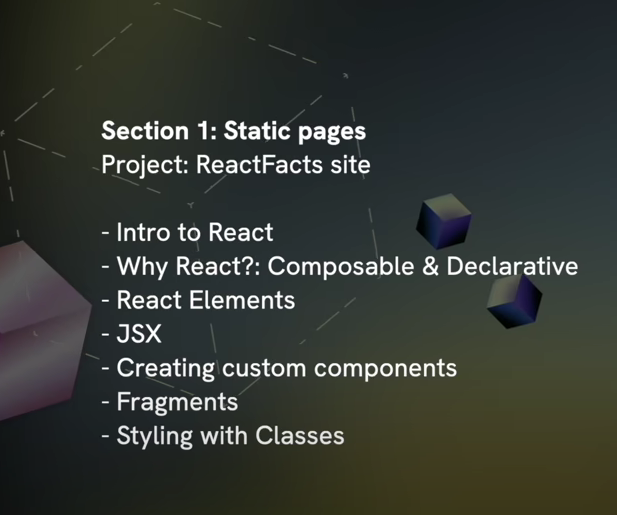 Section 1: Static pages
Project: ReactFacts site
- Intro to React
- Why React?: Composable & Declarative
- React Elements
- JSX
- Creating custom components
- Fragments
- Styling with Classes